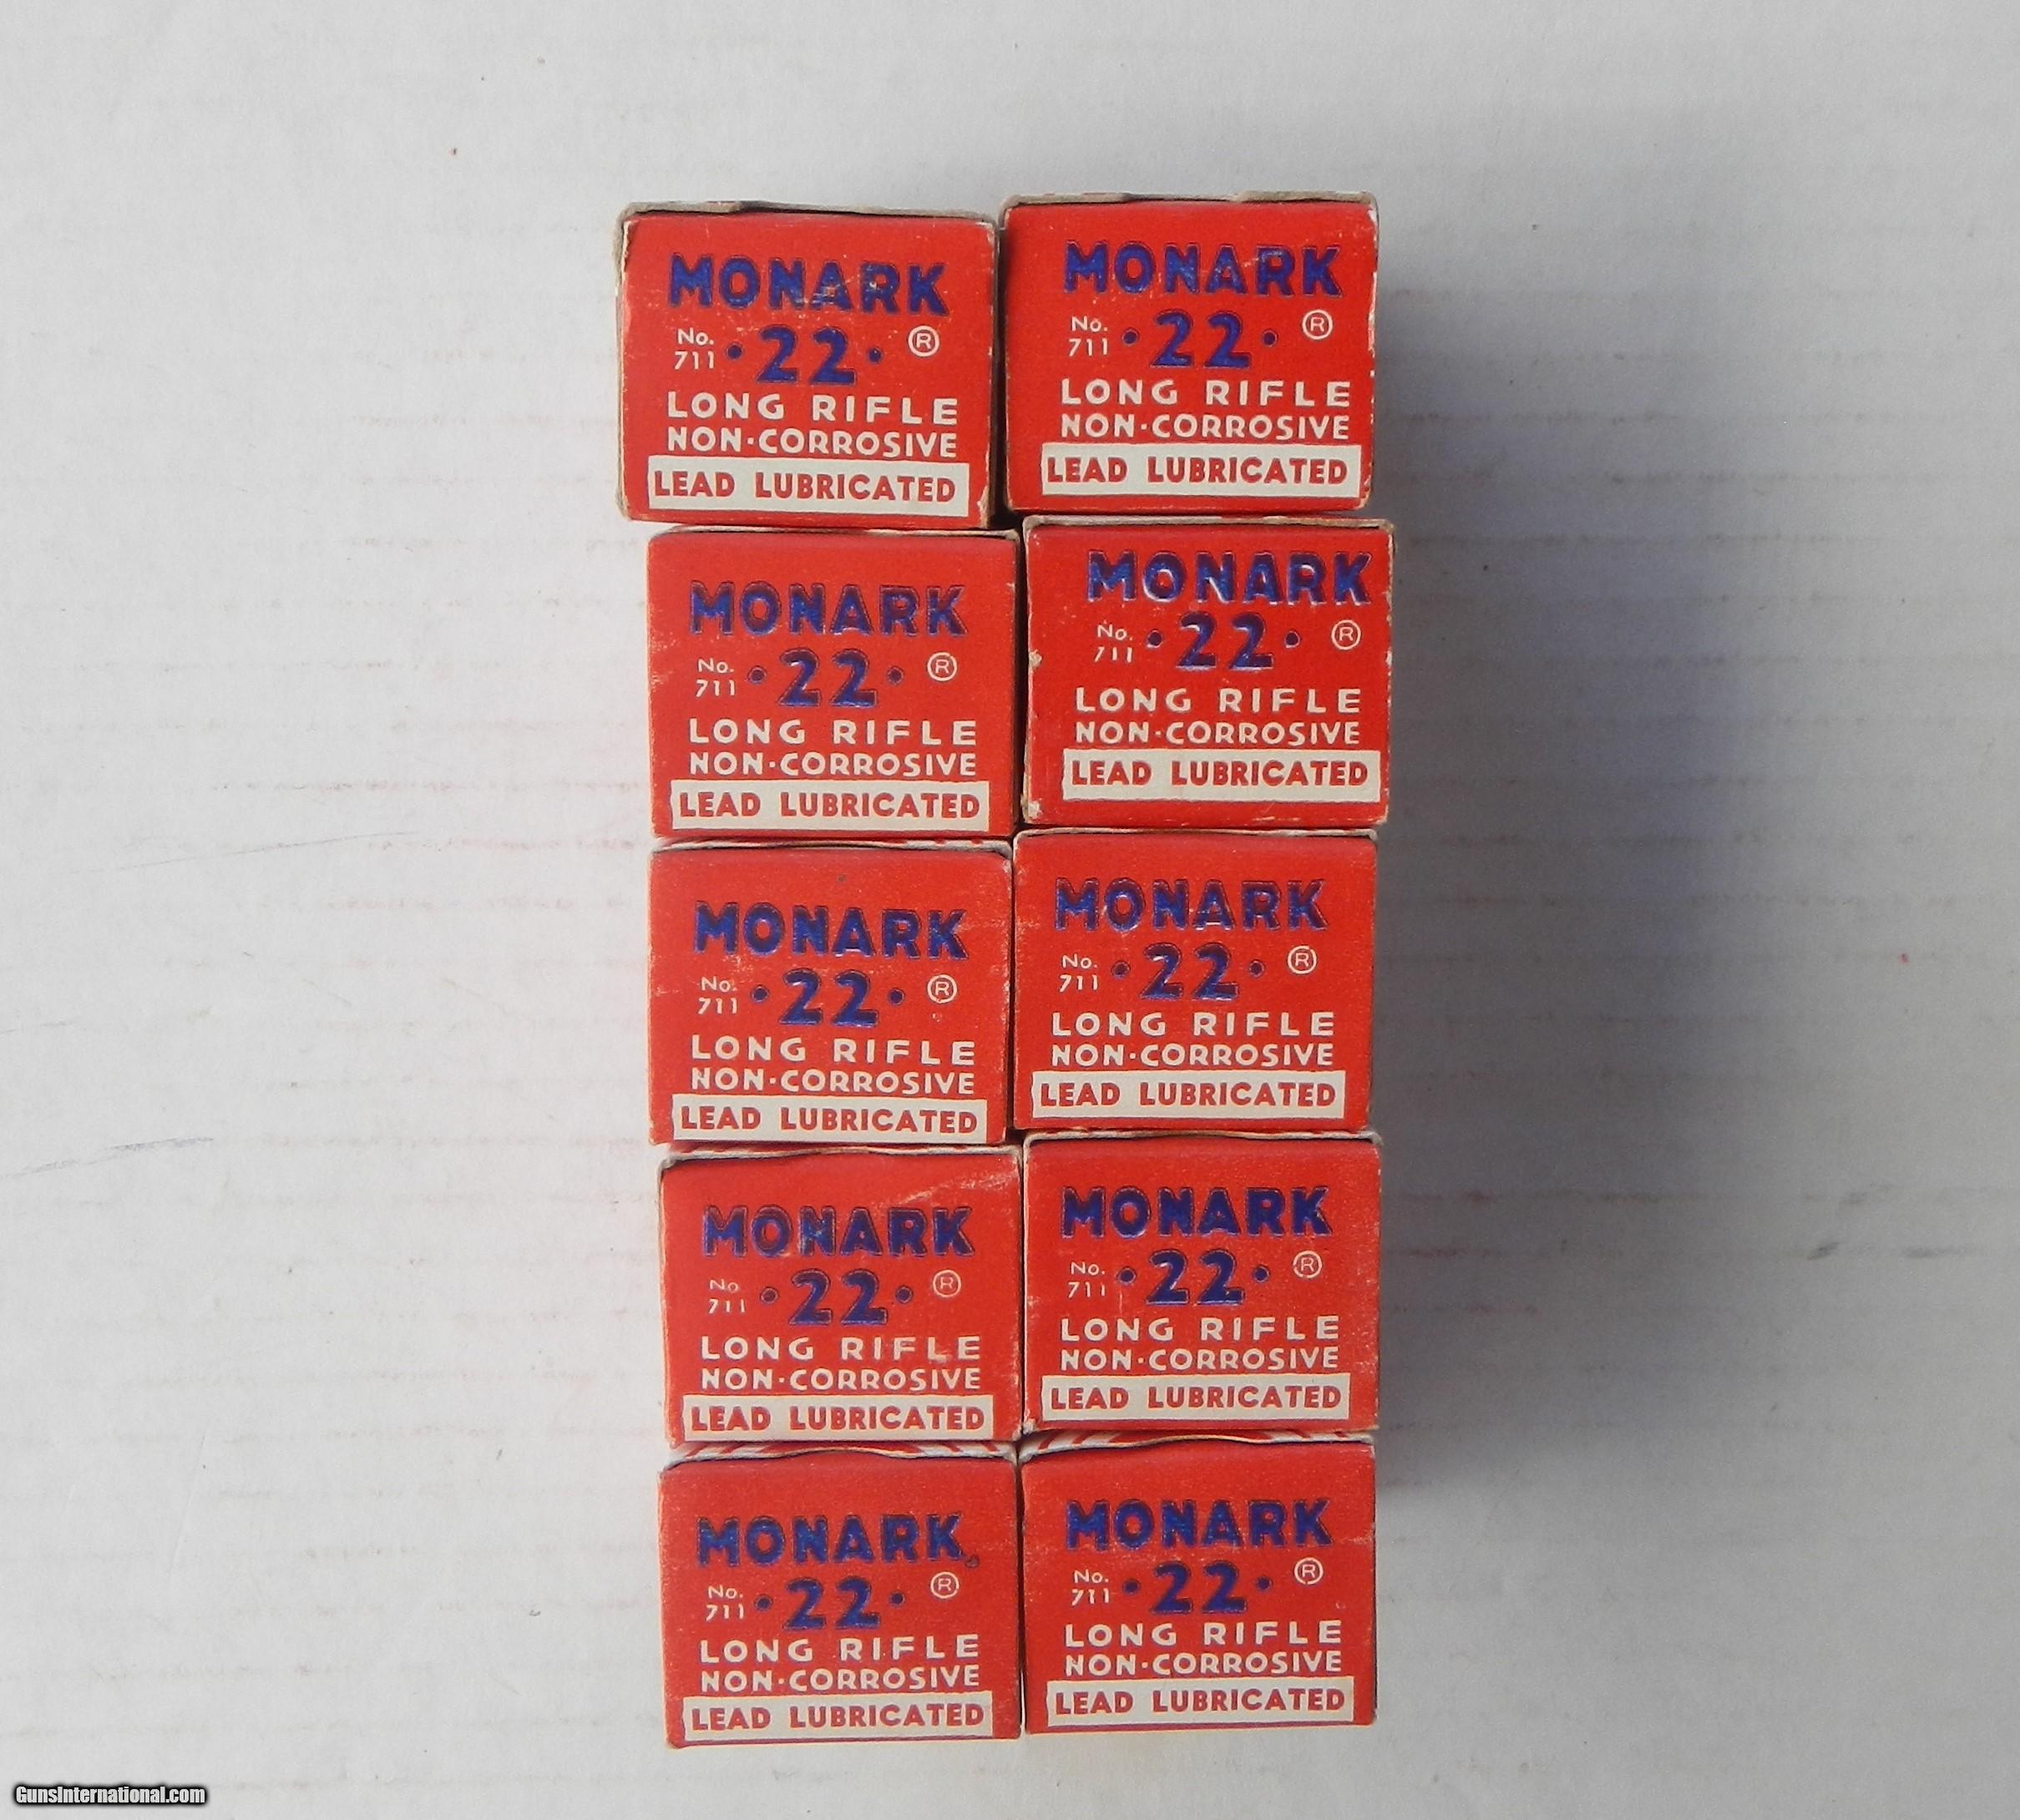 MONARK
No. 711 ·22· ®
LONG RIFLE
NON-CORROSIVE
LEAD LUBRICATED
MONARK
No. 711 ·22· ®
LONG RIFLE
NON-CORROSIVE
LEAD LUBRICATED
MONARK
No. 711 ·22· ®
LONG RIFLE
NON-CORROSIVE
LEAD LUBRICATED
MONARK
No. 711 ·22· ®
LONG RIFLE
NON-CORROSIVE
LEAD LUBRICATED
MONARK
No. 711 ·22· ®
LONG RIFLE
NON-CORROSIVE
LEAD LUBRICATED
MONARK
No. 711 ·22· ®
LONG RIFLE
NON-CORROSIVE
LEAD LUBRICATED
MONARK
No. 711 ·22· ®
LONG RIFLE
NON-CORROSIVE
LEAD LUBRICATED
MONARK
No. 711 ·22· ®
LONG RIFLE
NON-CORROSIVE
LEAD LUBRICATED
MONARK
No. 711 ·22· ®
LONG RIFLE
NON-CORROSIVE
LEAD LUBRICATED
MONARK
No. 711 ·22· ®
LONG RIFLE
NON-CORROSIVE
LEAD LUBRICATED
GunsInternational.com